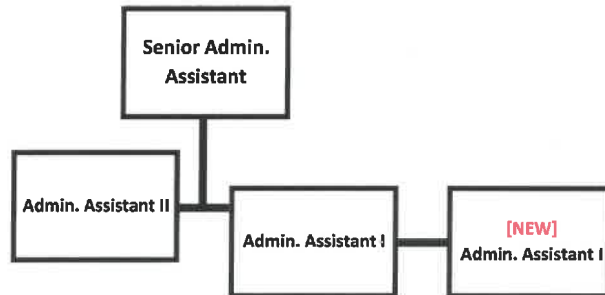 Senior Admin.
Assistant
Admin. Assistant II
Admin. Assistant I
[NEW]
Admin. Assistant I